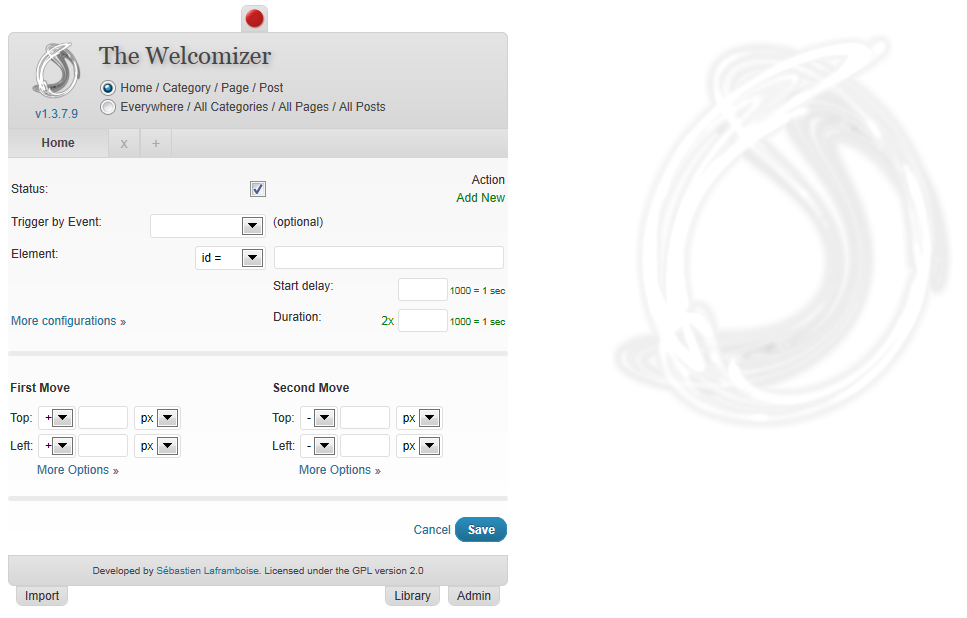 The Welcomizer
Home / Category / Page / Post
v1.3.7.9
Everywhere / All Categories / All Pages / All Posts
Home x +
Action
Status:
Add New
Trigger by Event: (optional)
Element: id =
Start delay: 1000 = 1 sec
More configurations » Duration: 2x 1000 = 1 sec
First Move Second Move
Top: + px Top: - px
Left: + px Left: - px
More Options » More Options »
Cancel Save
Developed by Sébastien Laframboise. Licensed under the GPL version 2.0
Import Library Admin